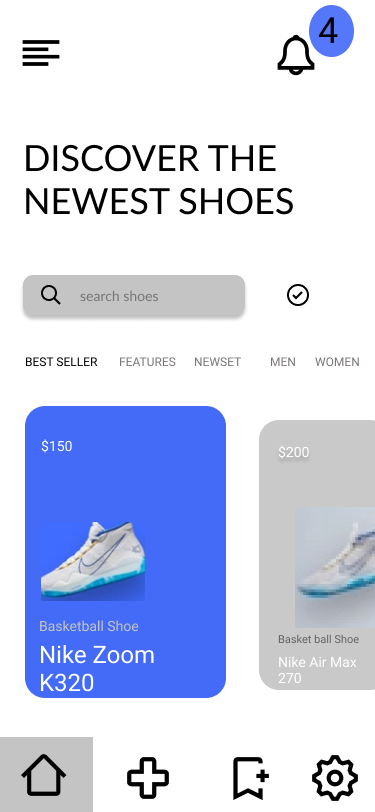 4
DISCOVER THE
NEWEST SHOES
search shoes
BEST SELLER FEATURES NEWSET MEN WOMEN
$150
Basketball Shoe
Nike Zoom
K320
$200
Basket ball Shoe
Nike Air Max
270